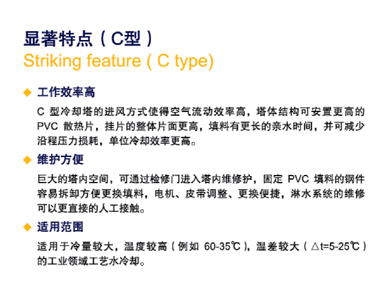 显著特点（C型）
Striking feature ( C type)
工作效率高
C 型冷却塔的进风方式使得空气流动效率高，塔体结构可安置更高的
PVC 散热片，挂片的整体片面更高，填料有更长的亲水时间，并可减少
沿程压力损耗，单位冷却效率更高。
维护方便
巨大的塔内空间，可通过检修门进入塔内维修护，固定 PVC 填料的钢件
容易拆卸方便更换填料，电机、皮带调整、更换便捷，淋水系统的维修
可以更直接的人工接触。
适用范围
适用于冷量较大，温度较高（例如 60-35℃），温差较大（△t=5-25℃）
的工业领域工艺水冷却。